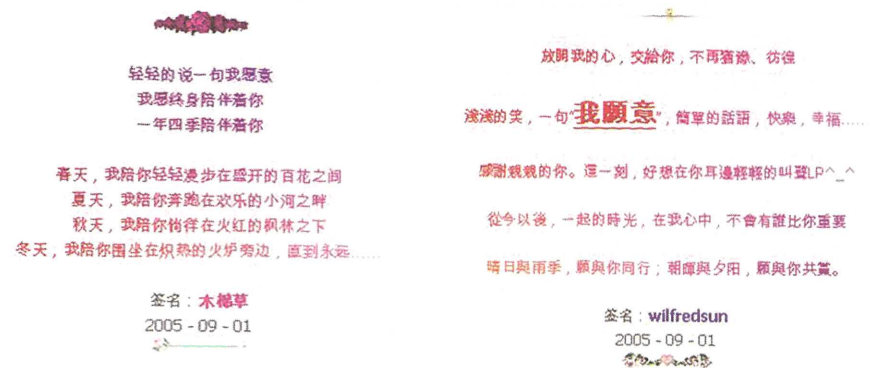 轻轻的说一句我愿意
我愿终身陪伴着你
一年四季陪伴着你
春天，我陪你轻轻漫步在盛开的百花之间
夏天，我陪你奔跑在欢乐的小河之畔
秋天，我陪你徜徉在火红的枫林之下
冬天，我陪你围坐在炽热的火炉旁边，直到永远……
签名：木槿草
2005 - 09 - 01
放開我的心，交給你，不再猶豫、彷徨
淺淺的笑，一句“我願意”，簡單的話語，快樂，幸福……
感謝親親的你。這一刻，好想在你耳邊輕輕的叫聲LP^_^
從今以後，一起的時光，在我心中，不會有誰比你重要
晴日與雨季，願與你同行；朝暉與夕阳，願與你共賞。
签名：wilfredsun
2005 - 09 - 01